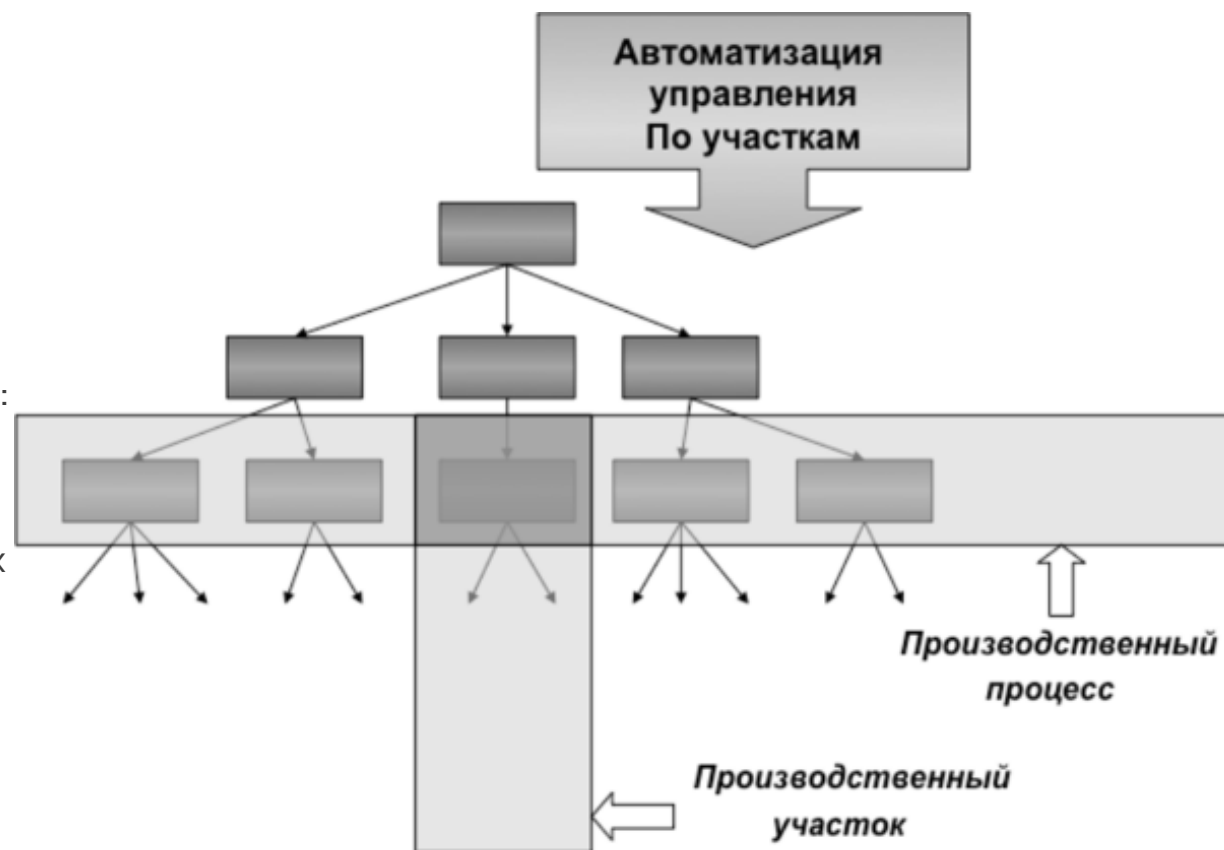 Автоматизация
управления
По участкам
:
х
Производственный
процесс
Производственный
участок